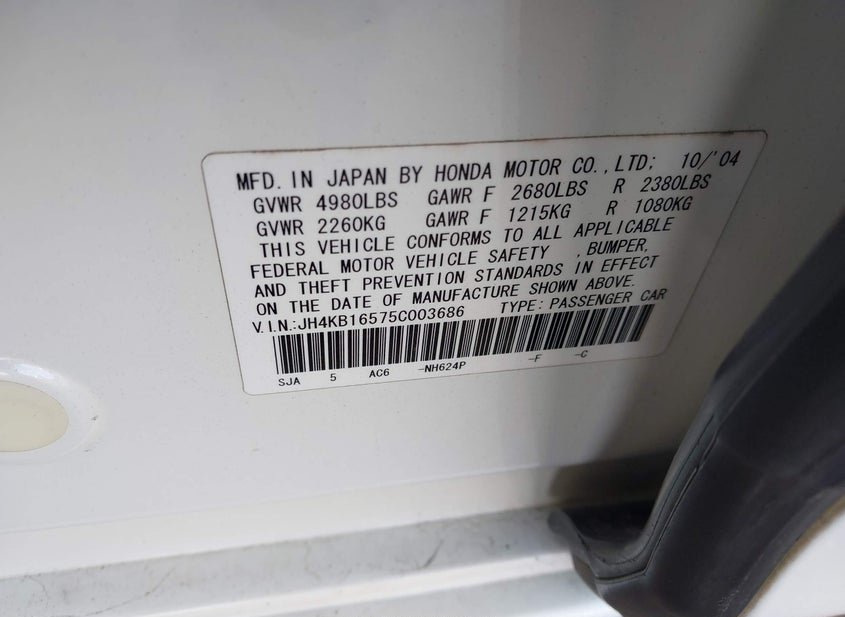 MFD. IN JAPAN BY HONDA MOTOR CO., LTD; 10/'04
GVWR 4980LBS GAWR F 2680LBS R 2380LBS
GVWR 2260KG GAWR F 1215KG R 1080KG
THIS VEHICLE CONFORMS TO ALL APPLICABLE
FEDERAL MOTOR VEHICLE SAFETY , BUMPER,
AND THEFT PREVENTION STANDARDS IN EFFECT
ON THE DATE OF MANUFACTURE SHOWN ABOVE.
V.I.N.:JH4KB16575C003686 TYPE: PASSENGER CAR
SJA 5 AC6 -NH624P -F -C